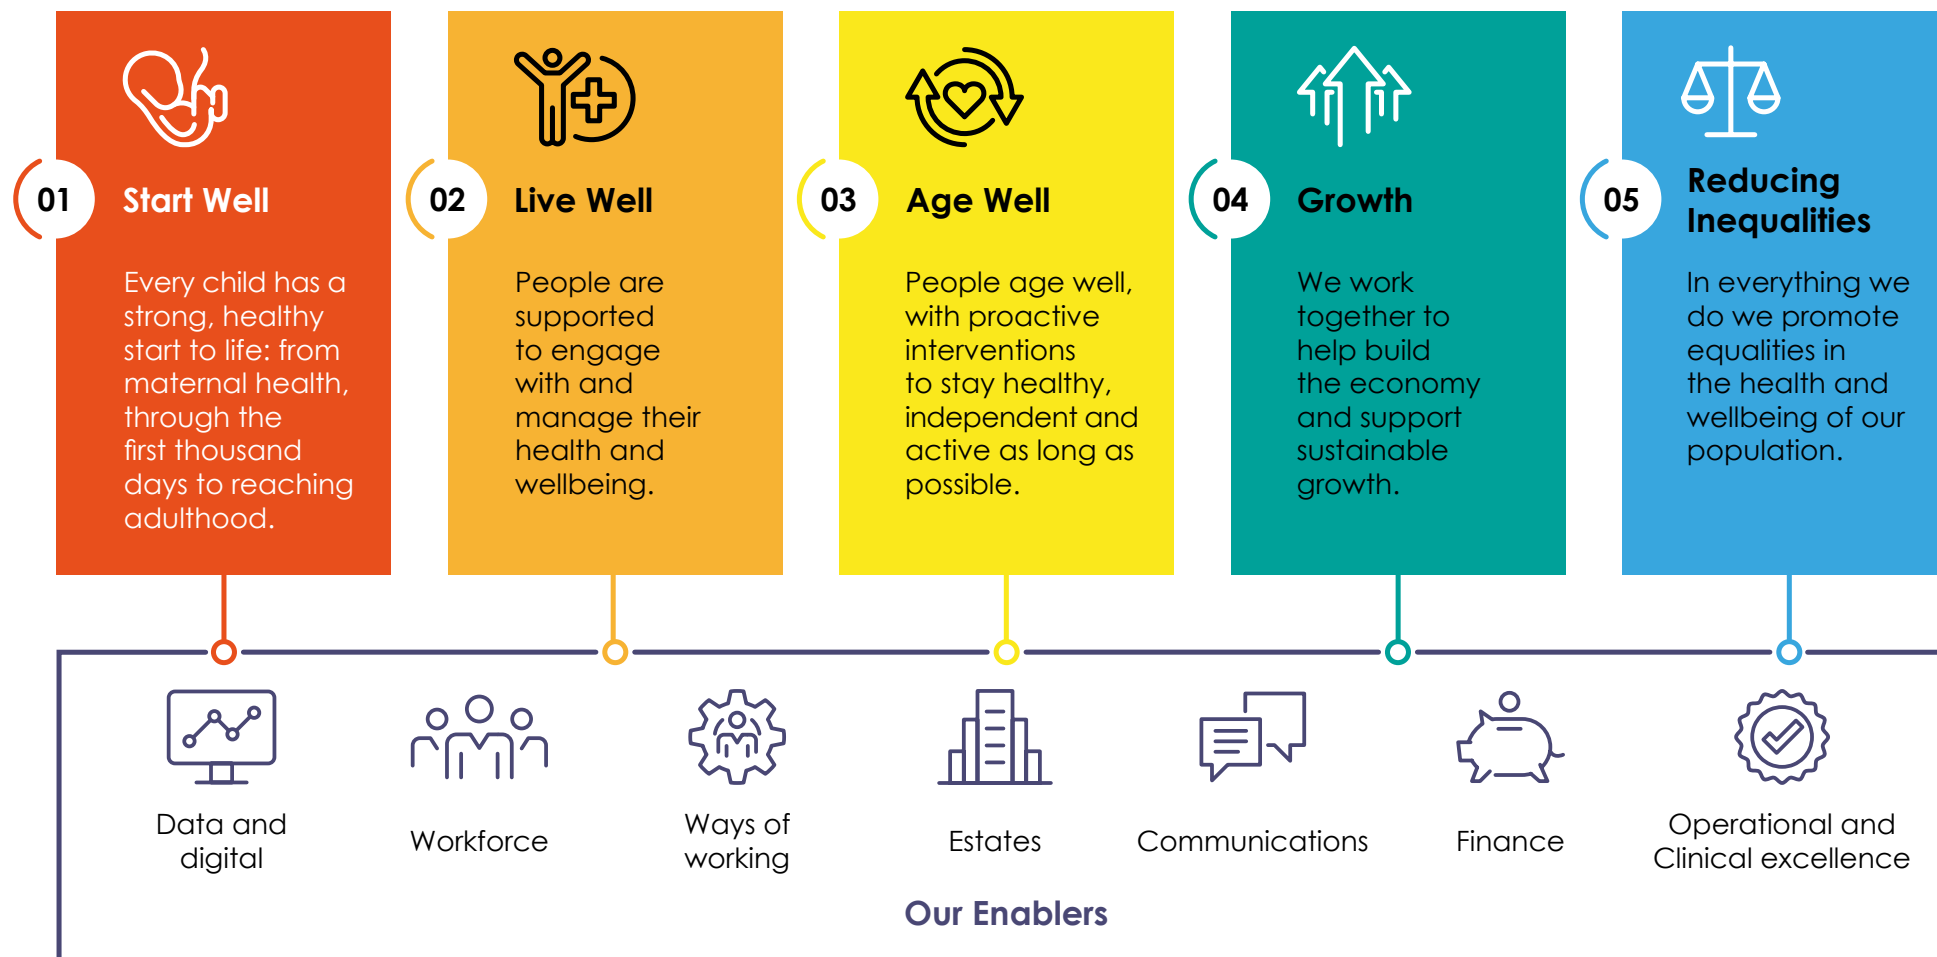 01
Start Well
Every child has a
strong, healthy
start to life: from
maternal health,
through the
first thousand
days to reaching
adulthood.
02
Live Well
People are
supported
to engage
with and
manage their
health and
wellbeing.
03
Age Well
People age well,
with proactive
interventions
to stay healthy,
independent and
active as long as
possible.
04
Growth
We work
together to
help build
the economy
and support
sustainable
growth.
05
Reducing
Inequalities
In everything we
do we promote
equalities in
the health and
wellbeing of our
population.
Data and
digital
Workforce
Ways of
working
Estates
Communications
Finance
Operational and
Clinical excellence
Our Enablers